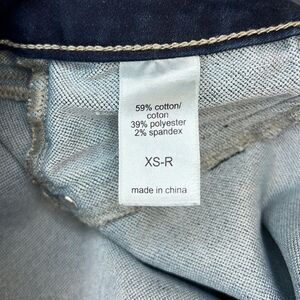 59% cotton/
coton
39% polyester
2% spandex
XS-R
made in china